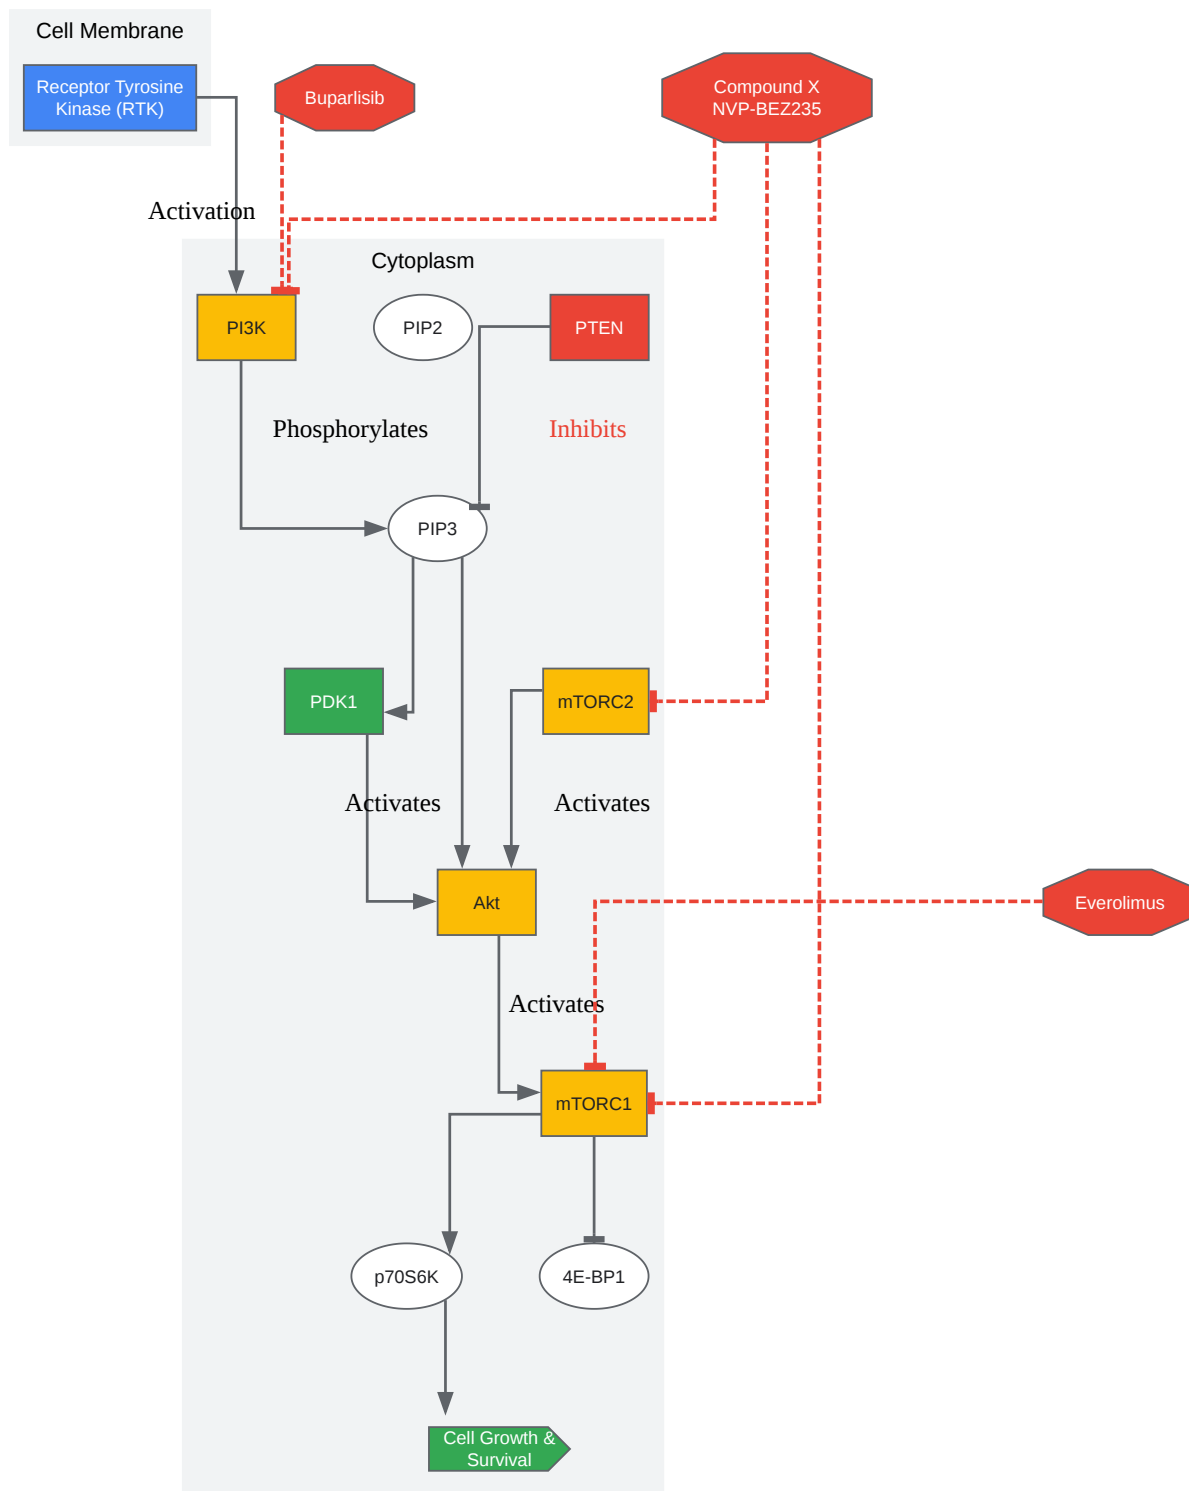 Cell Membrane
Receptor Tyrosine
Kinase (RTK)
Buparlisib
Compound X
NVP-BEZ235
Activation
Cytoplasm
PI3K
PIP2
PTEN
Phosphorylates
Inhibits
PIP3
PDK1
mTORC2
Activates
Activates
Akt
Everolimus
Activates
mTORC1
p70S6K
4E-BP1
Cell Growth &
Survival